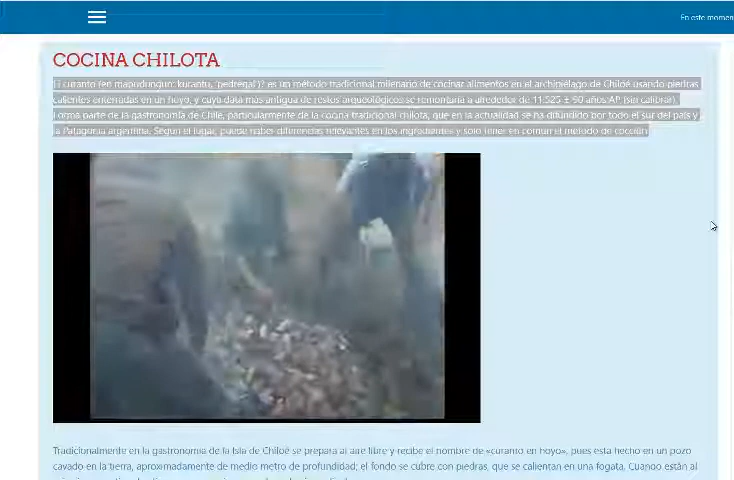 En este momen
COCINA CHILOTA
El curanto (en mapudungun: kurantu, 'pedregal')? es un método tradicional milenario de cocinar alimentos en el archipiélago de Chiloé usando piedras
calientes enterradas en un hoyo, y cuya data más antigua de restos arqueológicos se remontaría a alrededor de 11.525 ± 90 años AP (sin calibrar).
Forma parte de la gastronomía de Chile, particularmente de la cocina tradicional chilota, que en la actualidad se ha difundido por todo el sur del país y
la Patagonia argentina. Según el lugar, puede haber diferencias relevantes en los ingredientes y solo tener en común el método de cocción
Tradicionalmente en la gastronomía de la Isla de Chiloé se prepara al aire libre y recibe el nombre de «curanto en hoyo», pues está hecho en un pozo
cavado en la tierra, aproximadamente de medio metro de profundidad; el fondo se cubre con piedras, que se calientan en una fogata. Cuando están al